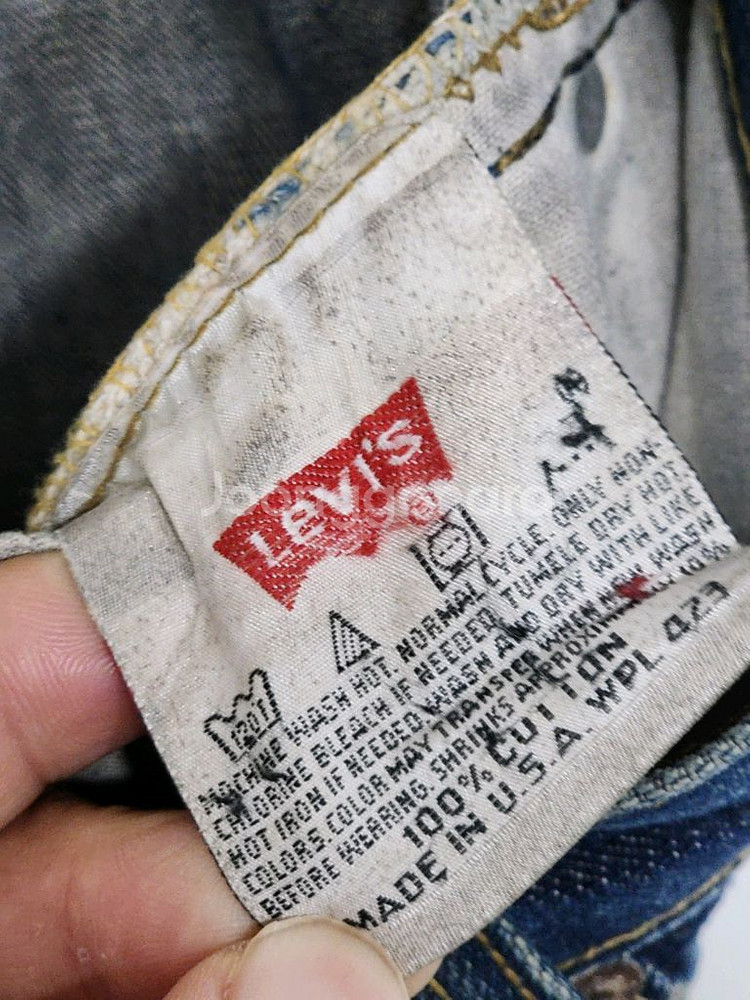 Levi's
120F
MACHINE WASH HOT NORMAL CYCLE. ONLY NON-
CHLORINE BLEACH IF NEEDED. TUMBLE DRY HOT
HOT IRON IF NEEDED WASH AND DRY WITH LIKE
COLORS COLOR MAY TRANSFER WHEN WASH
BEFORE WEARING. SHRINKS APPROXIMATELY 10%
100% COTTON
MADE IN U.S.A. WPL 423